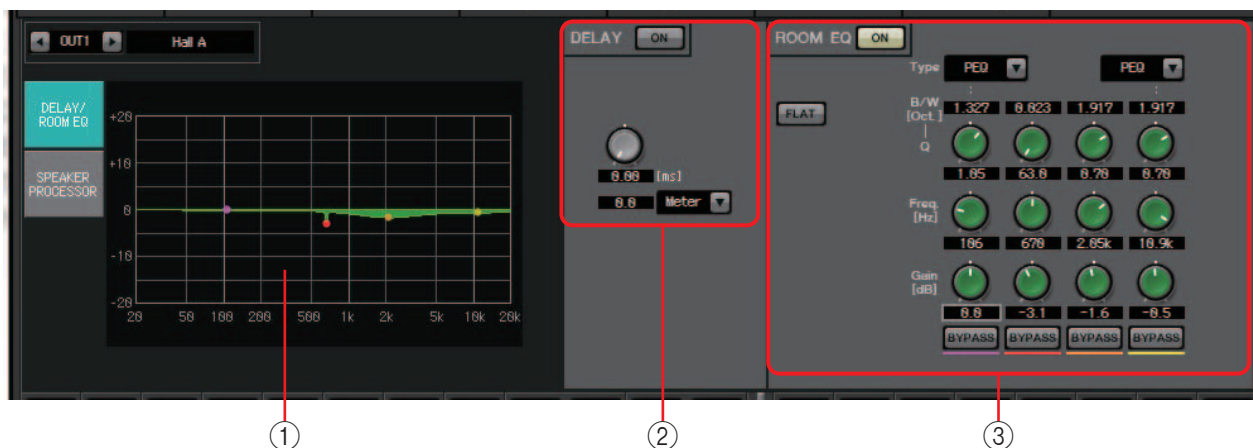 OUT1 Hall A
DELAY/
ROOM EQ
SPEAKER
PROCESSOR
+20
+10
0
-10
-20
20 50 100 200 500 1k 2k 5k 10k 20k
DELAY ON
0.00 [ms]
0.0 Meter
ROOM EQ ON
FLAT
Type PEQ PEQ
B/W
[Oct.]
1.327 0.023 1.917 1.917
Q
1.05 63.0 0.70 0.70
Freq.
[Hz]
106 670 2.05k 10.9k
Gain
[dB]
0.0 -3.1 -1.6 -0.5
BYPASS BYPASS BYPASS BYPASS
① ② ③